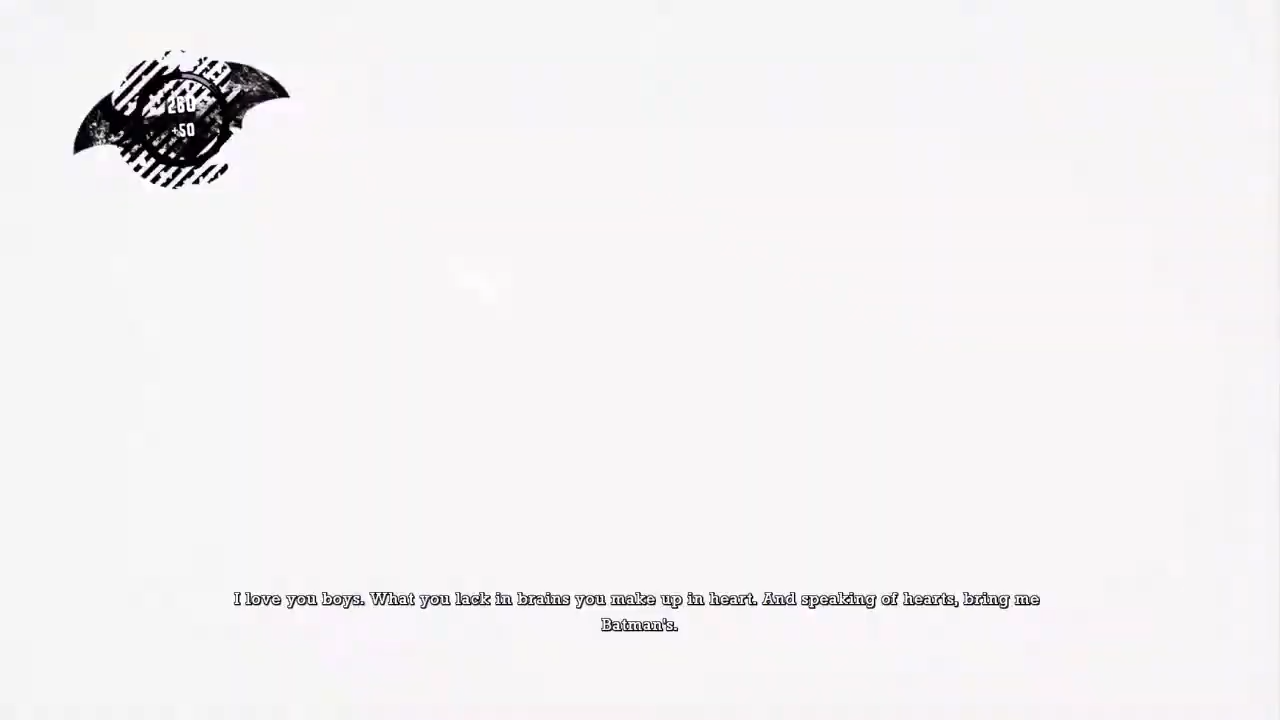 280
+50
I love you boys. What you lack in brains you make up in heart. And speaking of hearts, bring me
Batman's.